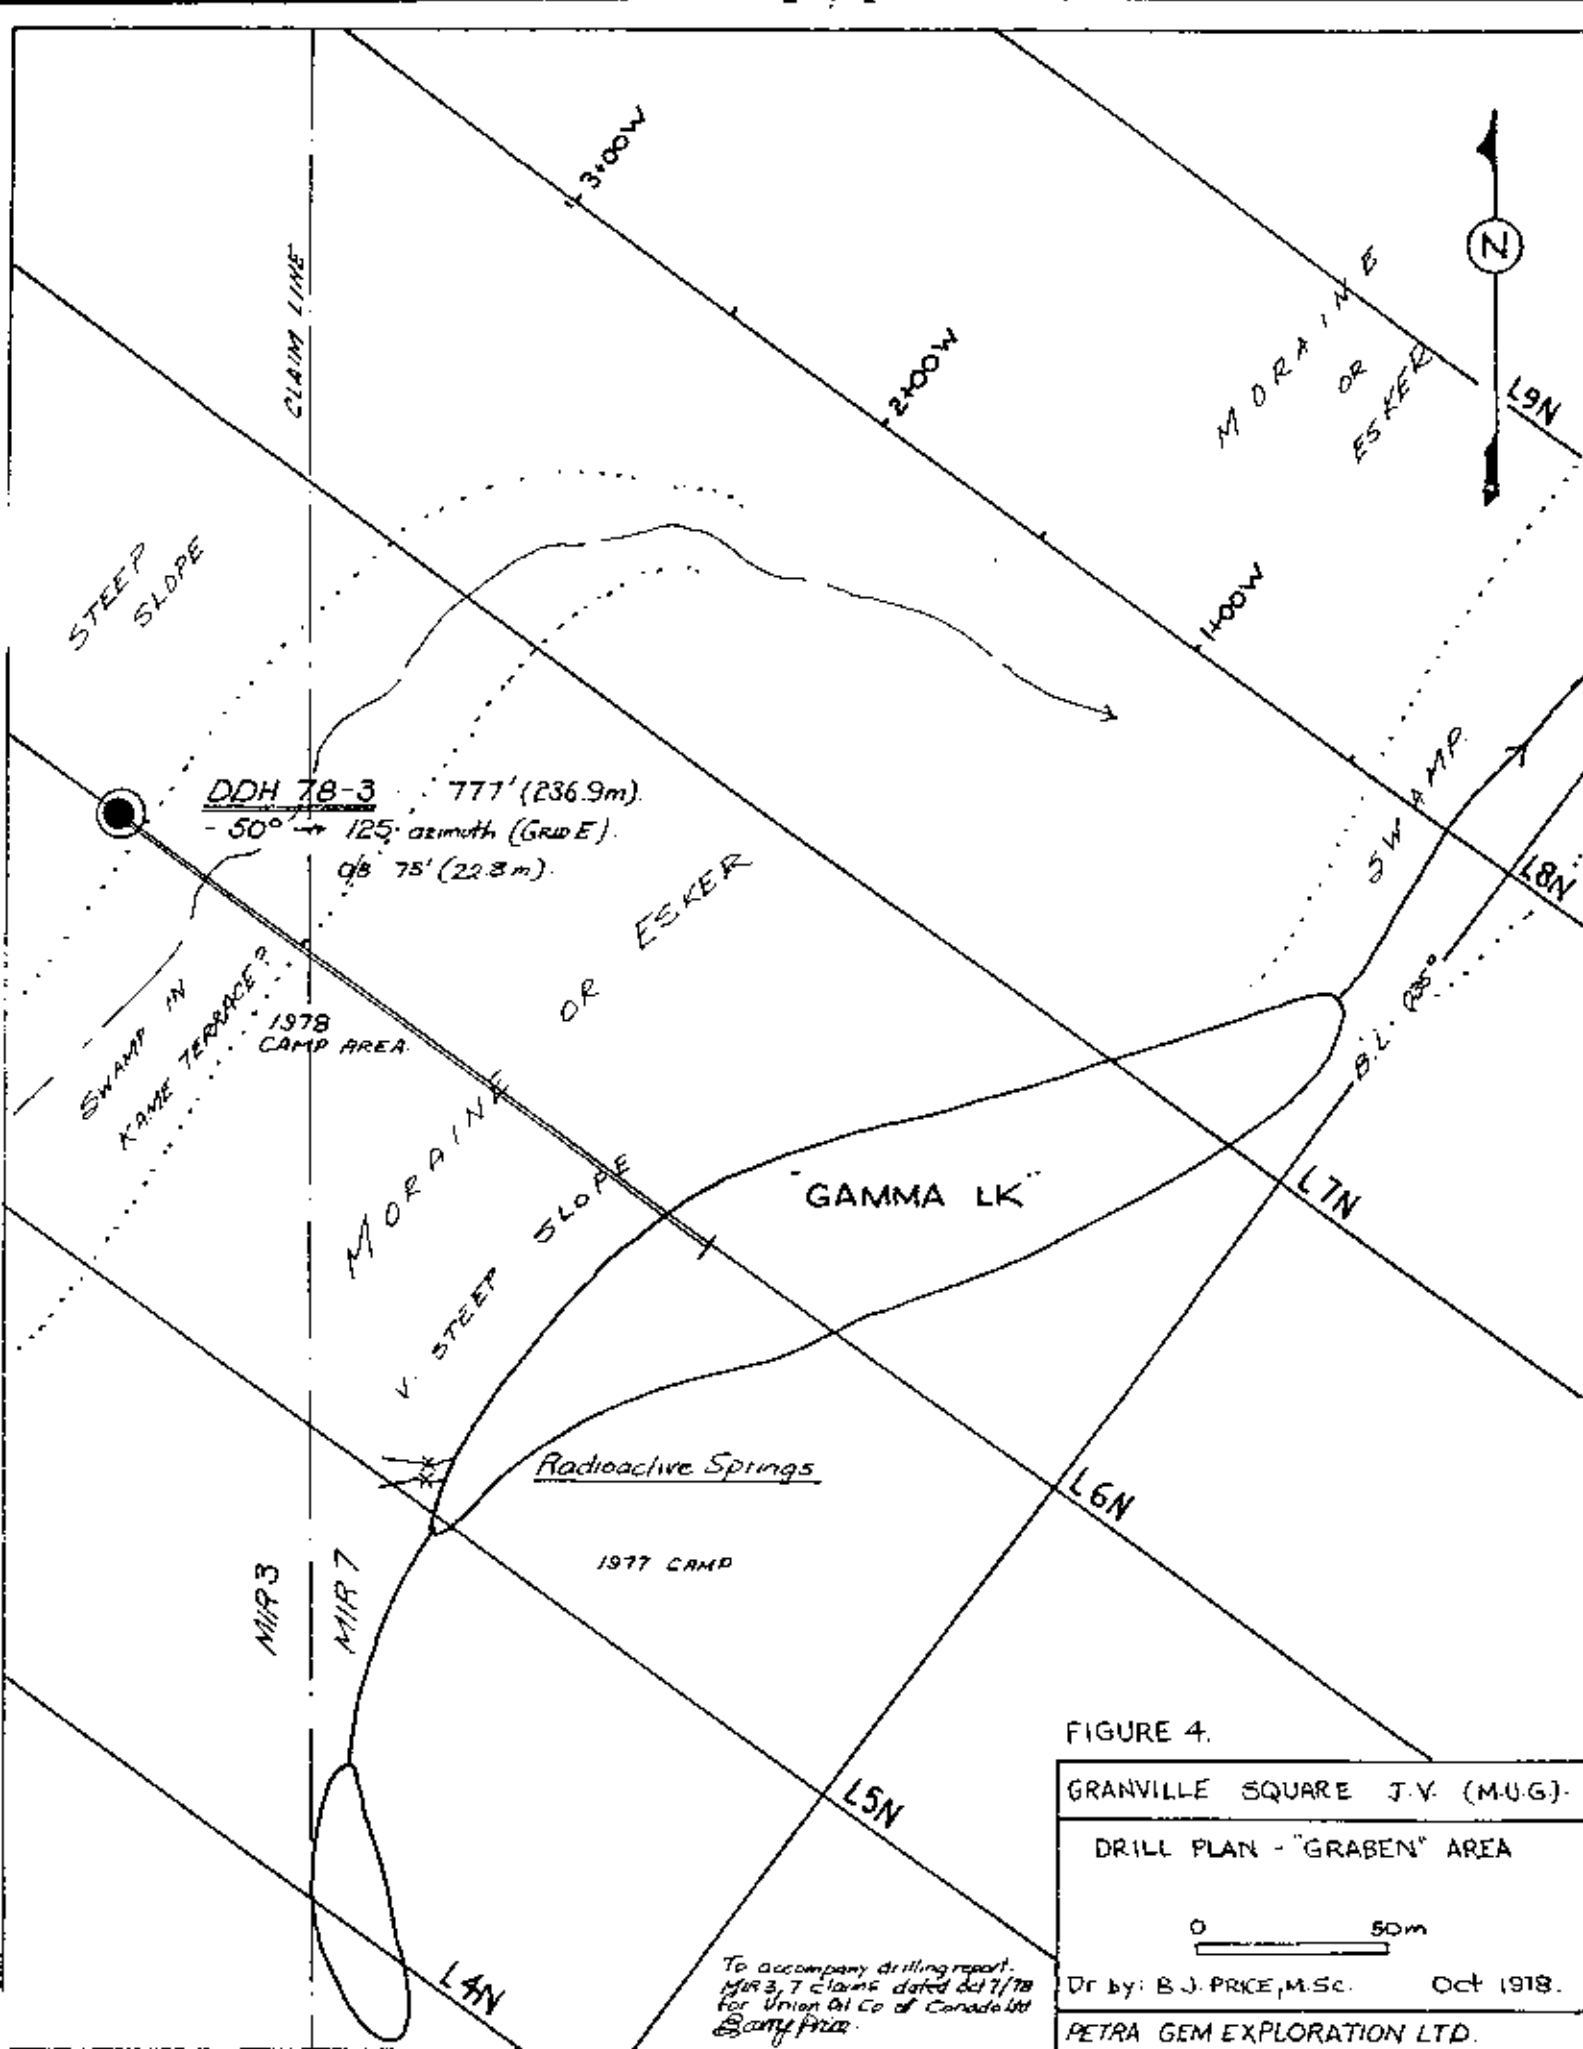 3+00W
N
CLAIM LINE
MORAINE
OR
ESKER
2+00W
L9N
STEEP
SLOPE
1+00W
SWAMP
DDH 78-3 777' (236.9m).
- 50° → 125 azimuth (GRID E).
O/B 75' (22.8m).
L8N
MORAINE OR ESKER
B.L. 035°
SWAMP IN
KAME TERRACE?
1978
CAMP AREA.
"GAMMA LK"
L7N
V. STEEP SLOPE
Radioactive Springs
L6N
1977 CAMP
MIR3
MIR7
L5N
L4N
FIGURE 4.
GRANVILLE SQUARE J.V. (M.U.G).
DRILL PLAN - "GRABEN" AREA
0 50m
Dr by: B.J. PRICE, M.Sc. Oct 1978.
PETRA GEM EXPLORATION LTD.
To accompany drilling report.
MIR 3, 7 claims dated Oct 7/78
for Union Oil Co of Canada Ltd
Barry Price.